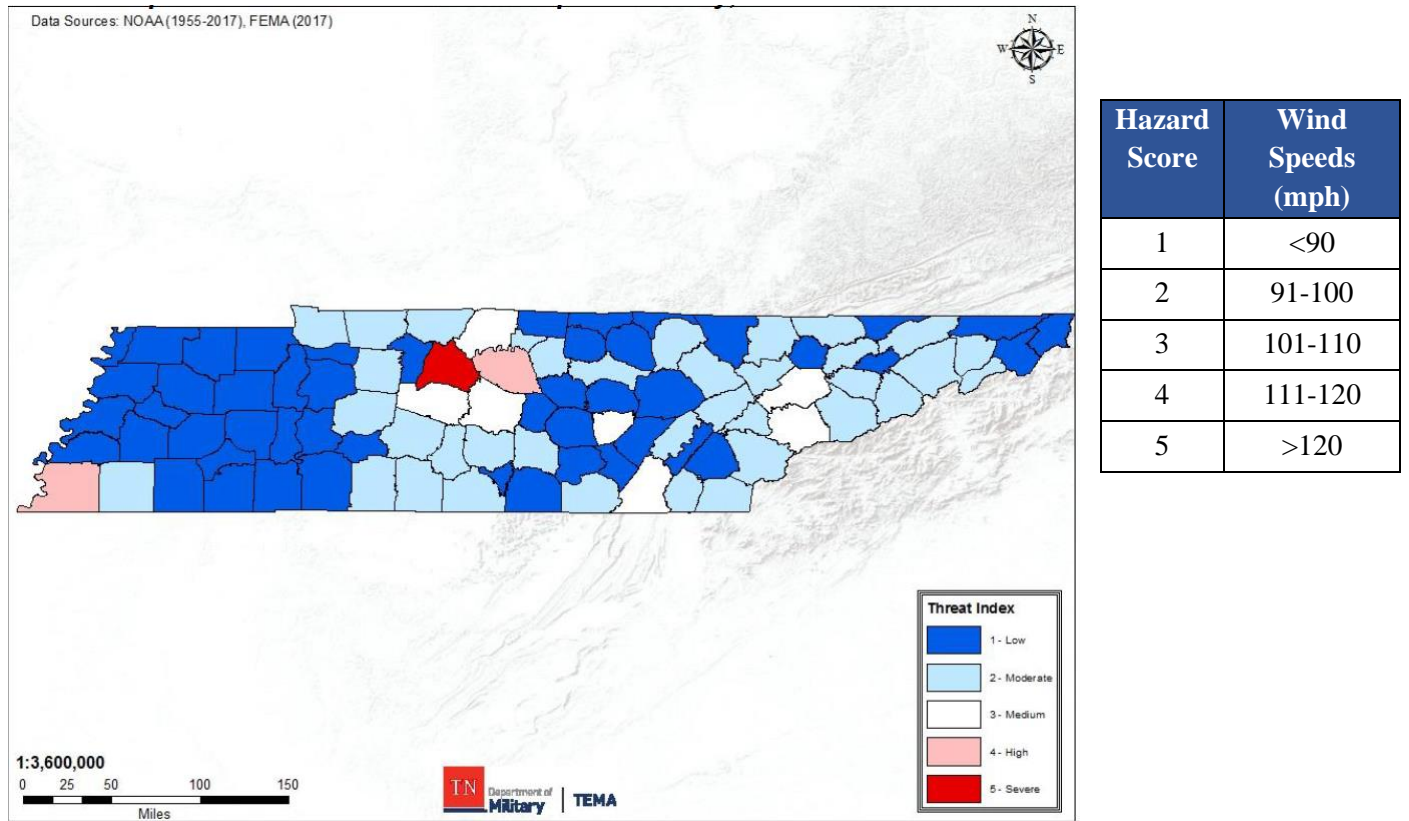 Data Sources: NOAA (1955-2017), FEMA (2017)
N
W E
S
Hazard Score Wind Speeds (mph)
1 <90
2 91-100
3 101-110
4 111-120
5 >120
Threat Index
1 - Low
2 - Moderate
3 - Medium
4 - High
5 - Severe
1:3,600,000
0 25 50 100 150
Miles
TN Department of Military TEMA